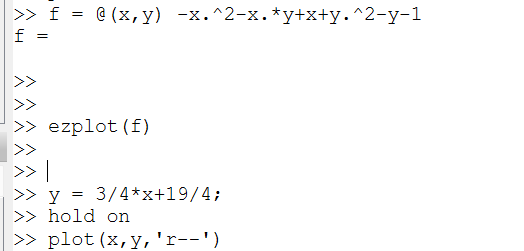 >> f = @(x,y) -x.^2-x.*y+x+y.^2-y-1
f =
>>
>>
>> ezplot(f)
>>
>>
>> y = 3/4*x+19/4;
>> hold on
>> plot(x,y,'r--')